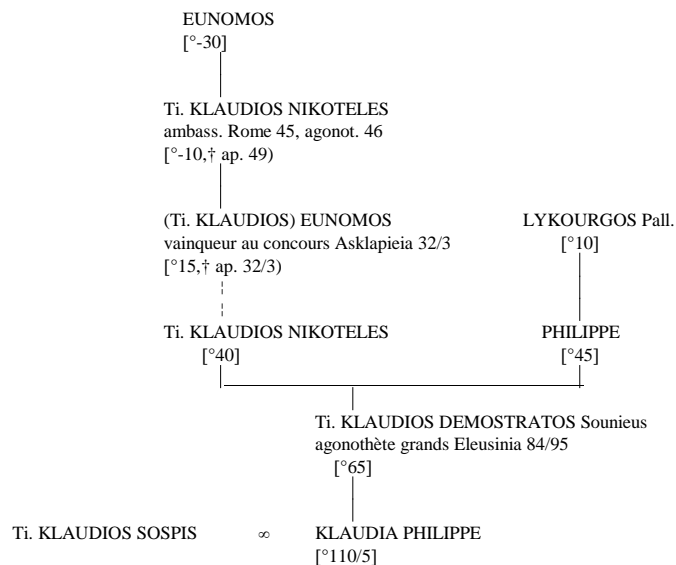 EUNOMOS
[°-30]
Ti. KLAUDIOS NIKOTELES
ambass. Rome 45, agonot. 46
[°-10,† ap. 49)
(Ti. KLAUDIOS) EUNOMOS LYKOURGOS Pall.
vainqueur au concours Asklapieia 32/3 [°10]
[°15,† ap. 32/3)
Ti. KLAUDIOS NIKOTELES PHILIPPE
[°40] [°45]
Ti. KLAUDIOS DEMOSTRATOS Sounieus
agonothète grands Eleusinia 84/95
[°65]
Ti. KLAUDIOS SOSPIS ∞ KLAUDIA PHILIPPE
[°110/5]